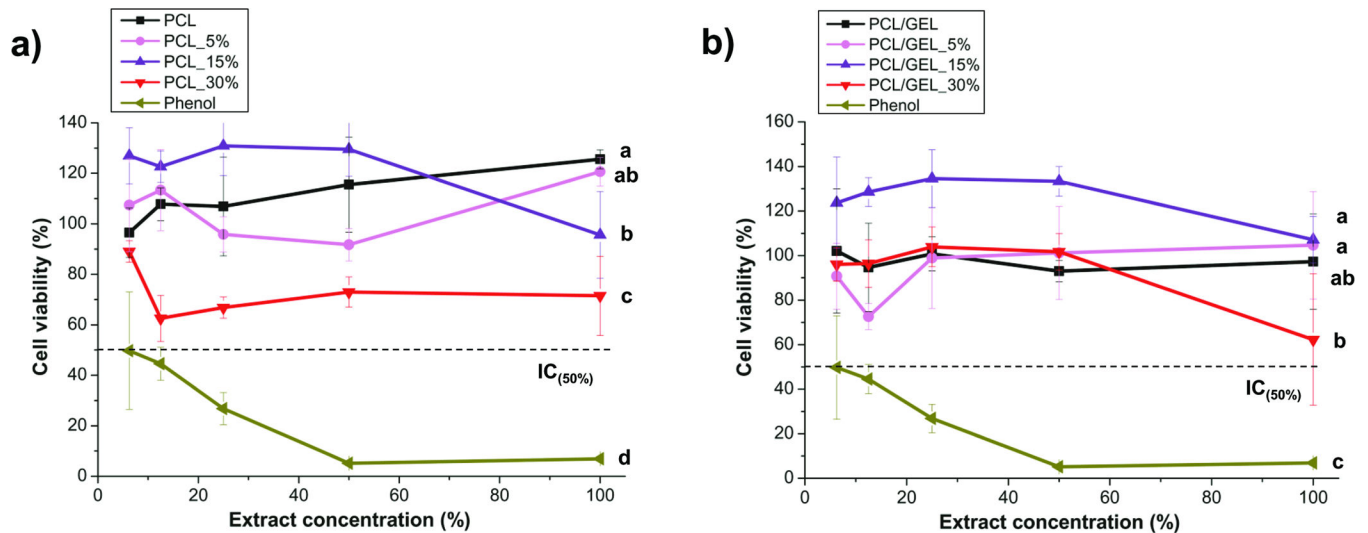 a)
PCL
PCL_5%
PCL_15%
PCL_30%
Phenol
140
120
100
80
60
40
20
0
Cell viability (%)
a
ab
b
c
d
IC(50%)
0 20 40 60 80 100
Extract concentration (%)
b)
PCL/GEL
PCL/GEL_5%
PCL/GEL_15%
PCL/GEL_30%
Phenol
160
140
120
100
80
60
40
20
0
Cell viability (%)
a
a
ab
b
c
IC(50%)
0 20 40 60 80 100
Extract concentration (%)